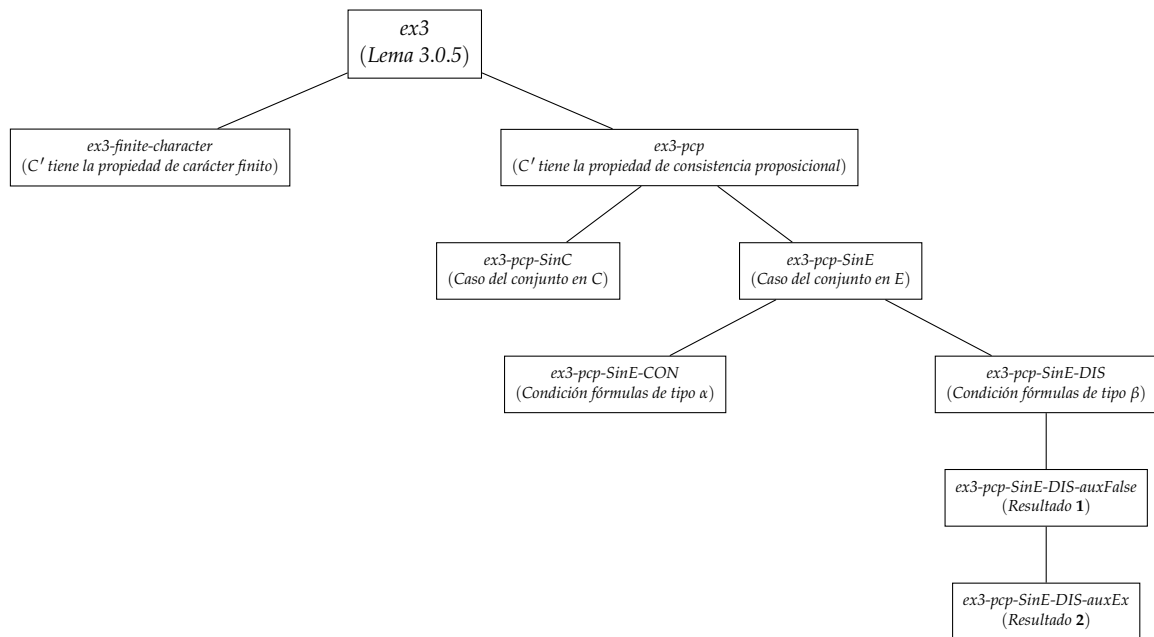 ex3
(Lema 3.0.5)
ex3-finite-character
(C′ tiene la propiedad de carácter finito)
ex3-pcp
(C′ tiene la propiedad de consistencia proposicional)
ex3-pcp-SinC
(Caso del conjunto en C)
ex3-pcp-SinE
(Caso del conjunto en E)
ex3-pcp-SinE-CON
(Condición fórmulas de tipo α)
ex3-pcp-SinE-DIS
(Condición fórmulas de tipo β)
ex3-pcp-SinE-DIS-auxFalse
(Resultado 1)
ex3-pcp-SinE-DIS-auxEx
(Resultado 2)